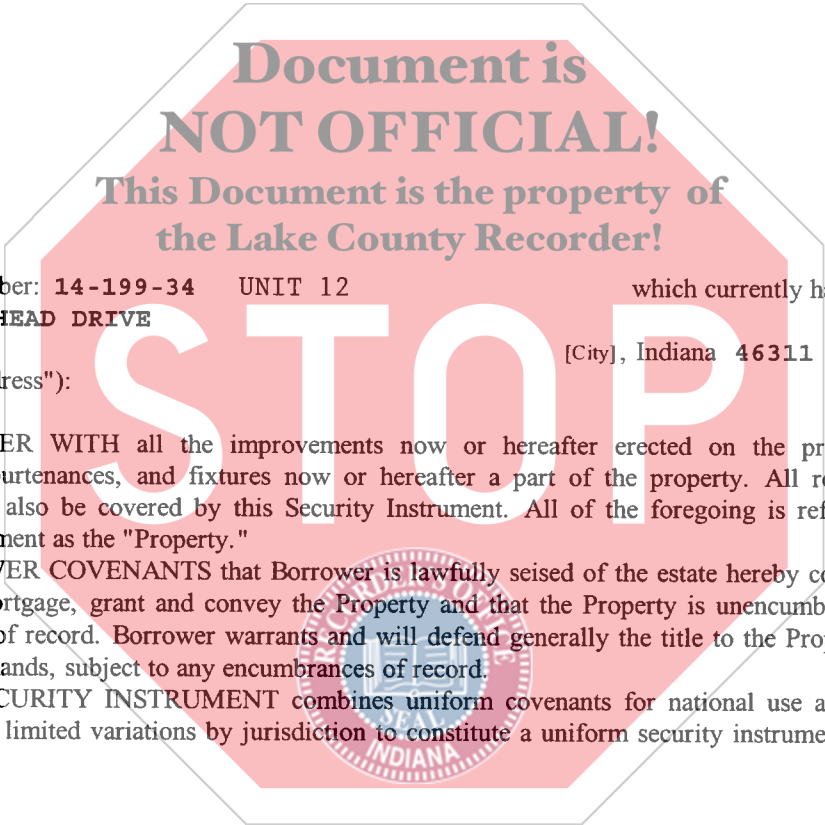 Document is
NOT OFFICIAL!
This Document is the property of
the Lake County Recorder!
ber: 14-199-34 UNIT 12 which currently ha
HEAD DRIVE
[City], Indiana 46311
ress"):
STOP
ER WITH all the improvements now or hereafter erected on the pr
urtenances, and fixtures now or hereafter a part of the property. All re
also be covered by this Security Instrument. All of the foregoing is ref
ment as the "Property."
VER COVENANTS that Borrower is lawfully seised of the estate hereby co
rtgage, grant and convey the Property and that the Property is unencumb
of record. Borrower warrants and will defend generally the title to the Prop
ands, subject to any encumbrances of record.
CURITY INSTRUMENT combines uniform covenants for national use a
limited variations by jurisdiction to constitute a uniform security instrume
RECORDER'S OFFICE
SEAL
INDIANA